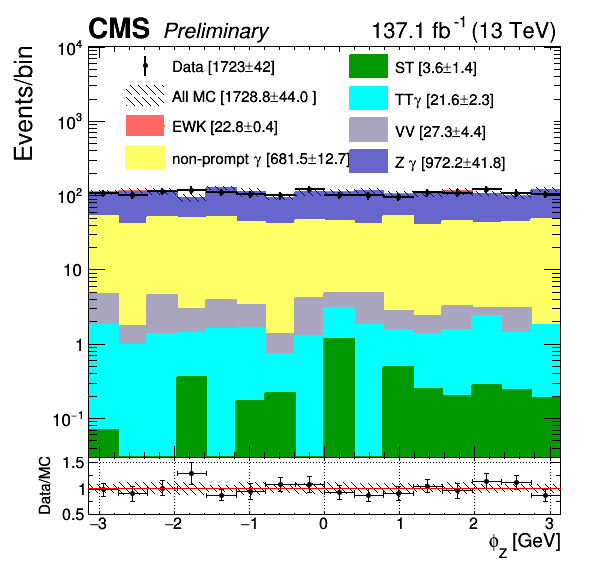 CMS Preliminary 137.1 fb⁻¹ (13 TeV)
Events/bin
10⁴
10³
10²
10
1
10⁻¹
Data [1723±42]
All MC [1728.8±44.0 ]
EWK [22.8±0.4]
non-prompt γ [681.5±12.7]
ST [3.6±1.4]
TTγ [21.6±2.3]
VV [27.3±4.4]
Z γ [972.2±41.8]
Data/MC
1.5
1
0.5
−3 −2 −1 0 1 2 3
ϕ_Z [GeV]